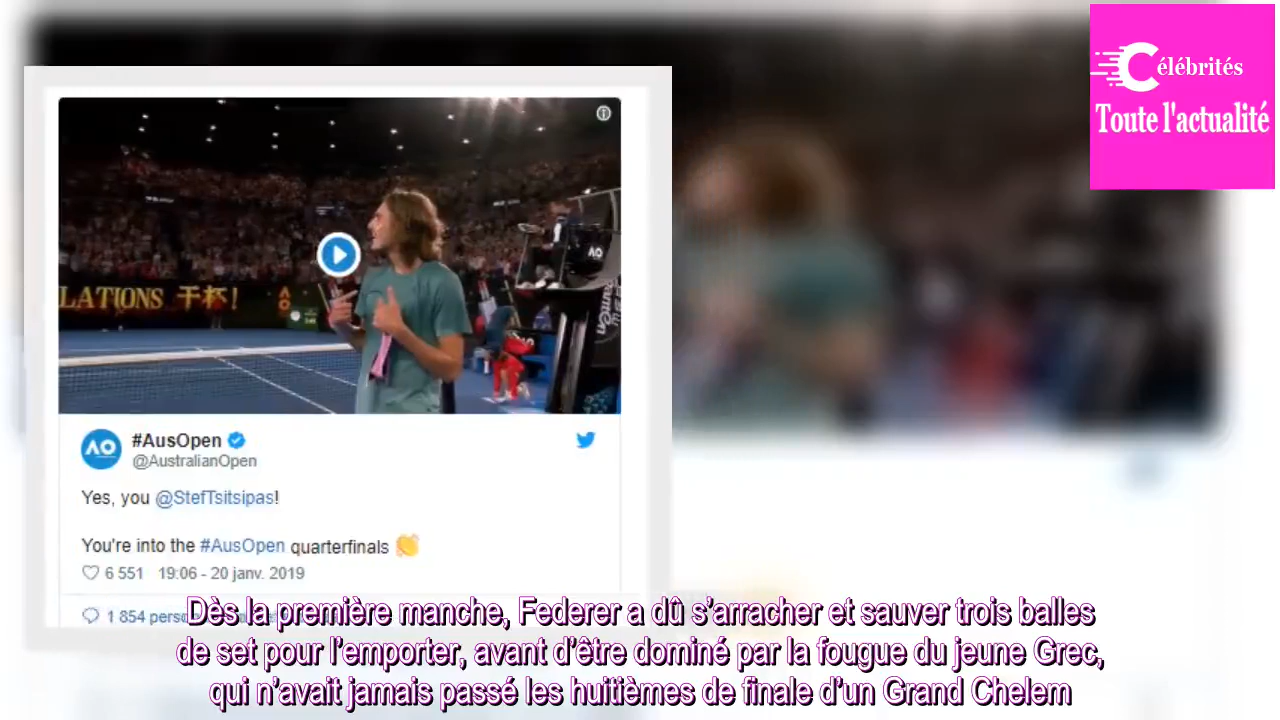 Célébrités
Toute l'actualité
LATIONS 干杯!
AO
#AusOpen
@AustralianOpen
Yes, you @StefTsitsipas!
You're into the #AusOpen quarterfinals 👏
6 551 19:06 - 20 janv. 2019
1 854
Dès la première manche, Federer a dû s’arracher et sauver trois balles
de set pour l’emporter, avant d’être dominé par la fougue du jeune Grec,
qui n’avait jamais passé les huitièmes de finale d’un Grand Chelem